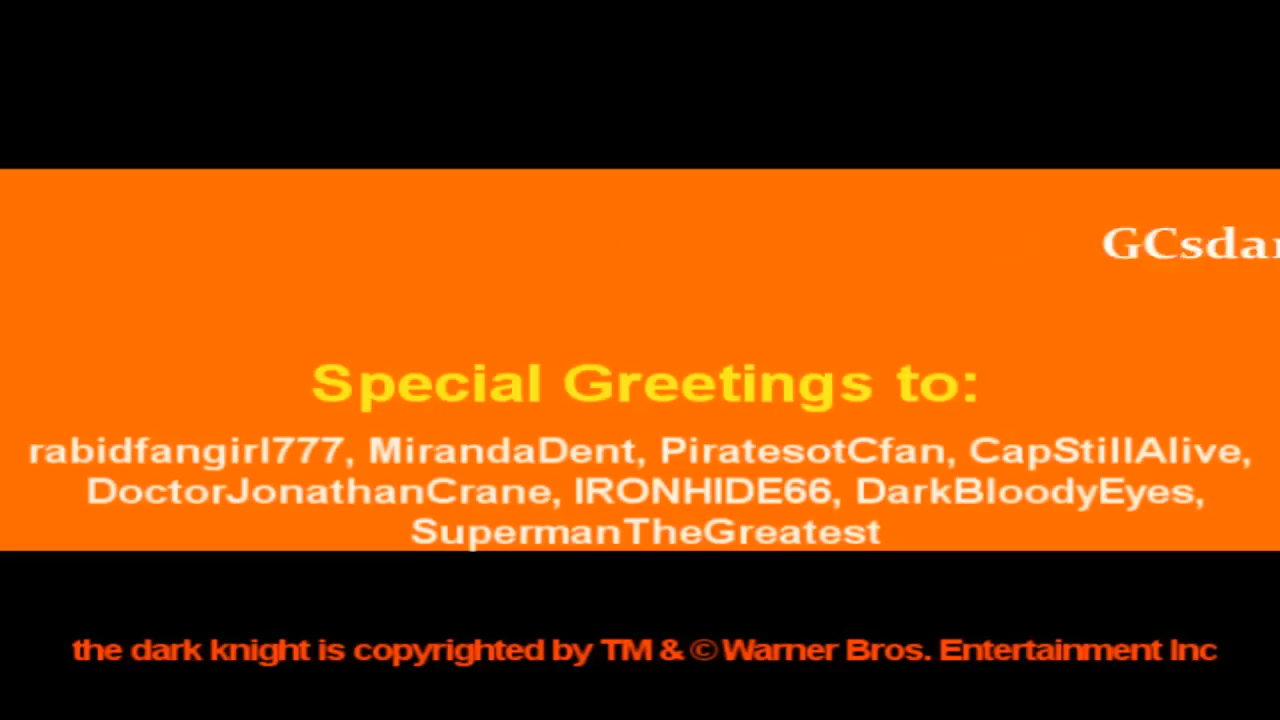 Special Greetings to:
rabidfangirl777, MirandaDent, PiratesotCfan, CapStillAlive,
DoctorJonathanCrane, IRONHIDE66, DarkBloodyEyes,
SupermanTheGreatest
the dark knight is copyrighted by TM & © Warner Bros. Entertainment Inc